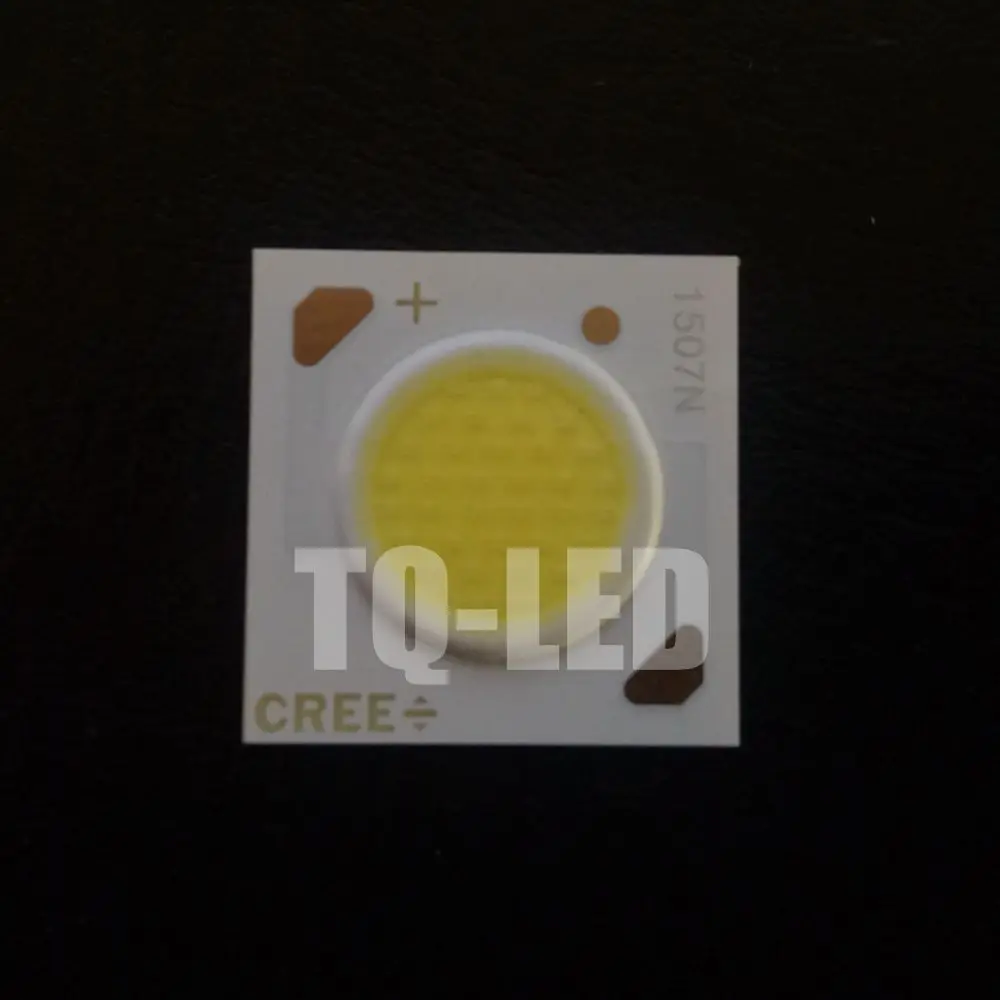 +
1507N
TQ-LED
CREE